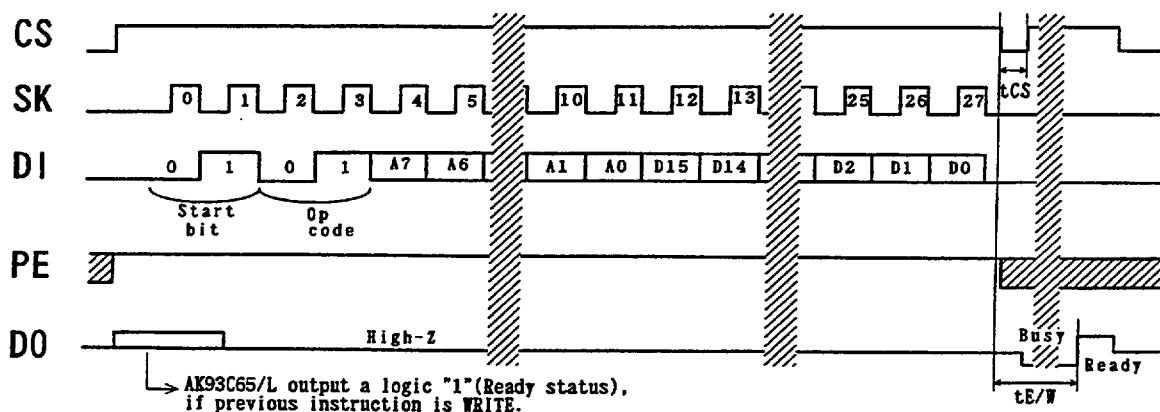 CS
tCS
SK 0 1 2 3 4 5 10 11 12 13 25 26 27
DI 0 1 0 1 A7 A6 A1 A0 D15 D14 D2 D1 D0
Start bit
Op code
PE
DO High-Z Busy Ready
AK93C65/L output a logic "1"(Ready status),
if previous instruction is WRITE.
tE/W